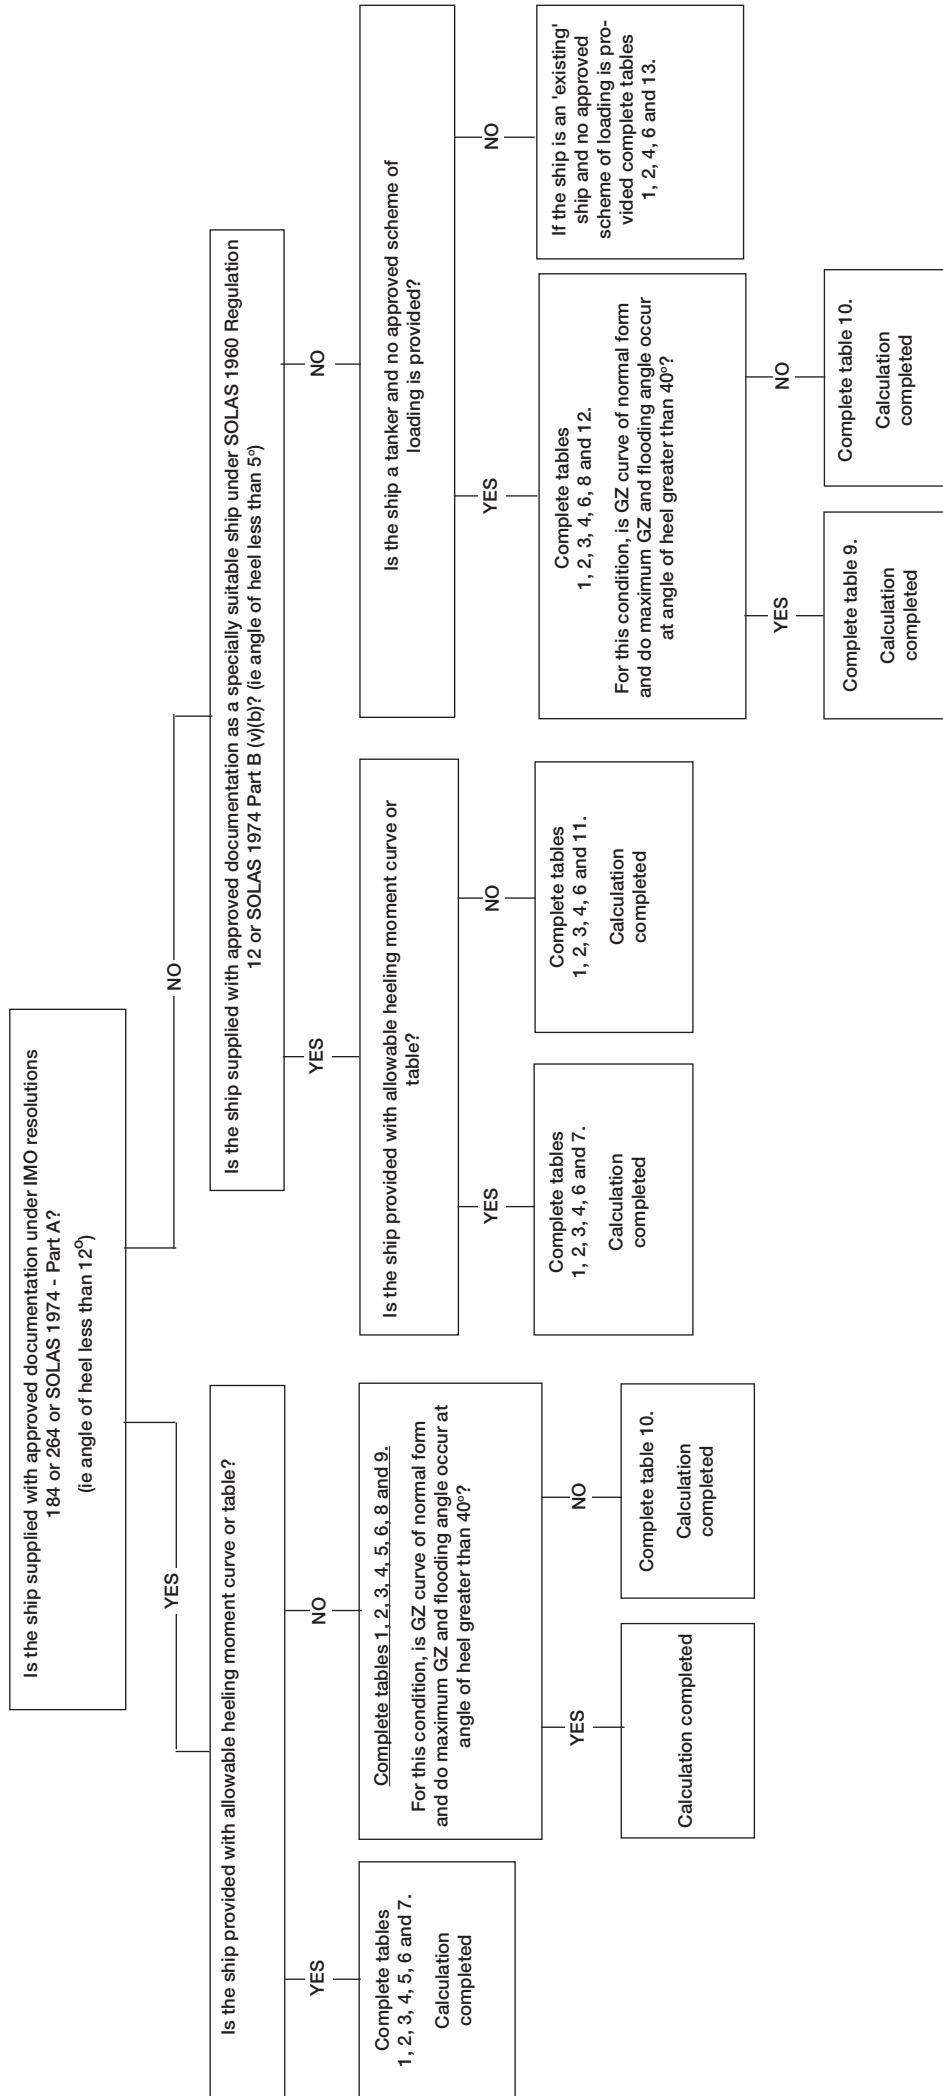 Is the ship supplied with approved documentation under IMO resolutions
184 or 264 or SOLAS 1974 - Part A?
(ie angle of heel less than 12o)
YES
NO
Is the ship provided with allowable heeling moment curve or table?
YES
NO
Complete tables
1, 2, 3, 4, 5, 6 and 7.
Calculation
completed
Complete tables 1, 2, 3, 4, 5, 6, 8 and 9.
For this condition, is GZ curve of normal form
and do maximum GZ and flooding angle occur at
angle of heel greater than 40o?
YES
NO
Calculation completed
Complete table 10.
Calculation
completed
Is the ship supplied with approved documentation as a specially suitable ship under SOLAS 1960 Regulation
12 or SOLAS 1974 Part B (v)(b)? (ie angle of heel less than 5o)
YES
NO
Is the ship provided with allowable heeling moment curve or
table?
YES
NO
Complete tables
1, 2, 3, 4, 6 and 7.
Calculation
completed
Complete tables
1, 2, 3, 4, 6 and 11.
Calculation
completed
Is the ship a tanker and no approved scheme of
loading is provided?
YES
NO
Complete tables
1, 2, 3, 4, 6, 8 and 12.
For this condition, is GZ curve of normal form
and do maximum GZ and flooding angle occur
at angle of heel greater than 40o?
YES
NO
Complete table 9.
Calculation
completed
Complete table 10.
Calculation
completed
If the ship is an 'existing'
ship and no approved
scheme of loading is pro-
vided complete tables
1, 2, 4, 6 and 13.